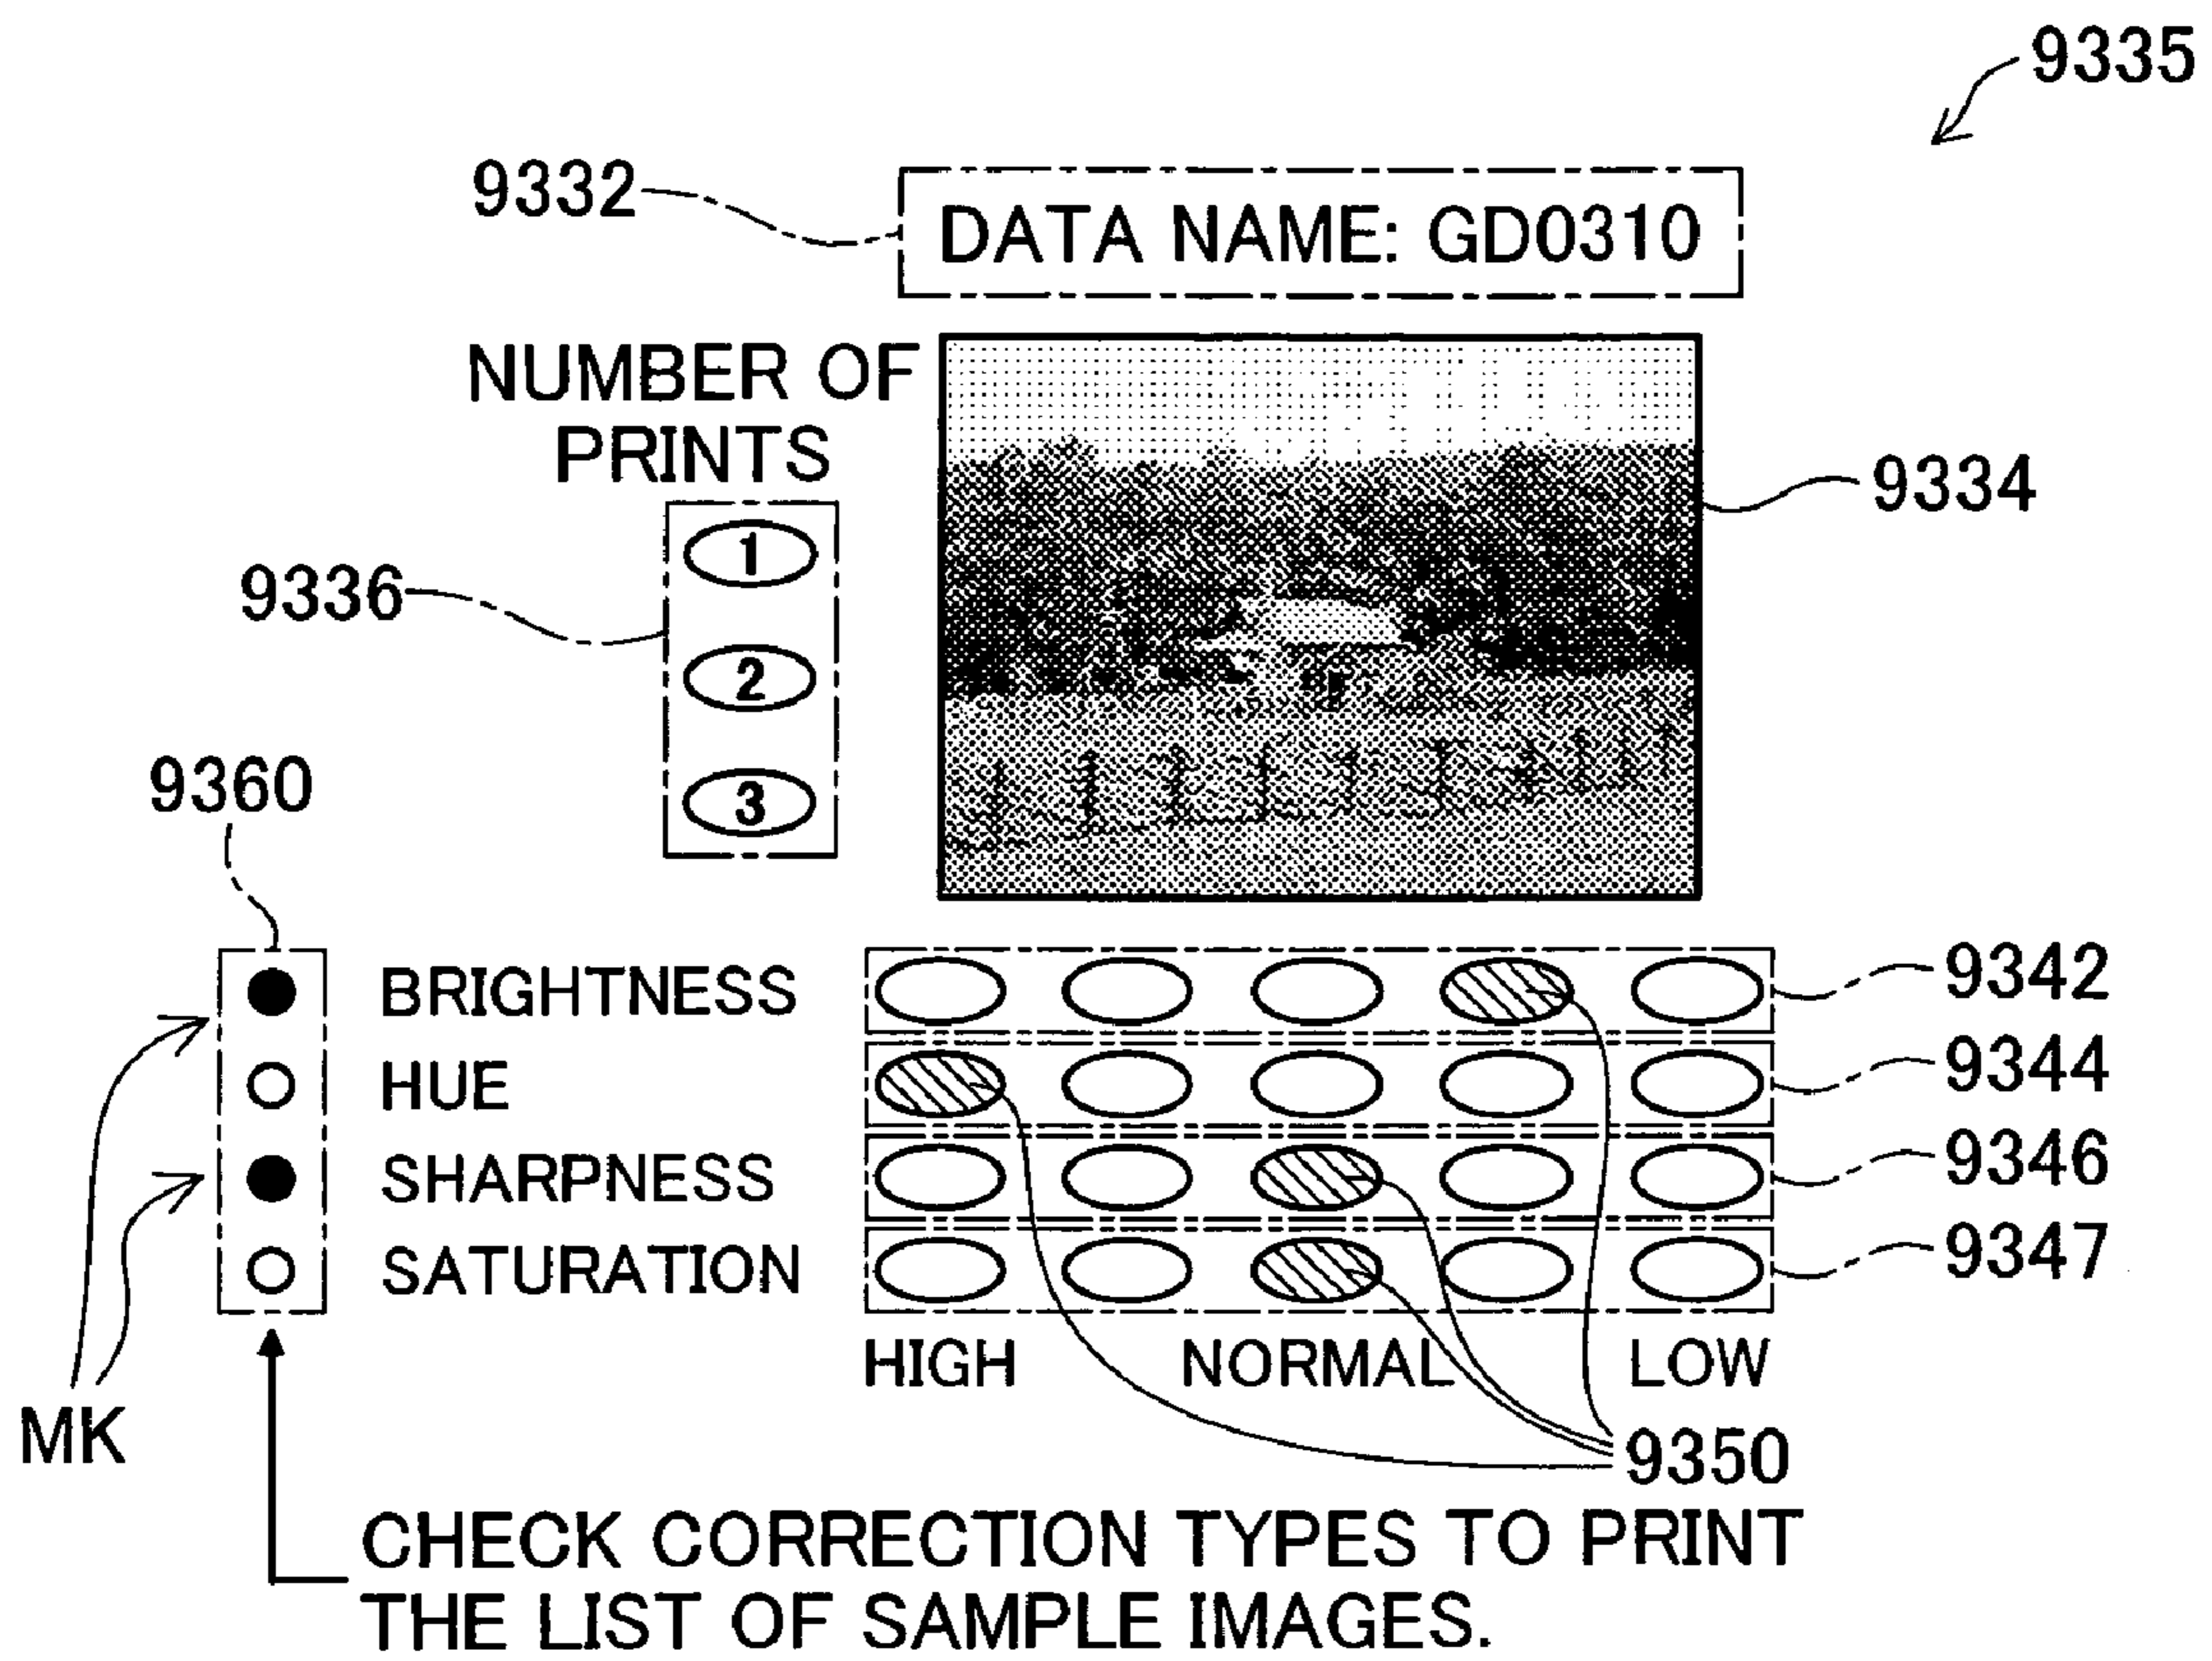 9335
9332
DATA NAME: GD0310
NUMBER OF
PRINTS
9334
1
9336
2
3
9360
BRIGHTNESS
9342
HUE
9344
SHARPNESS
9346
SATURATION
9347
HIGH NORMAL LOW
MK
9350
CHECK CORRECTION TYPES TO PRINT
THE LIST OF SAMPLE IMAGES.